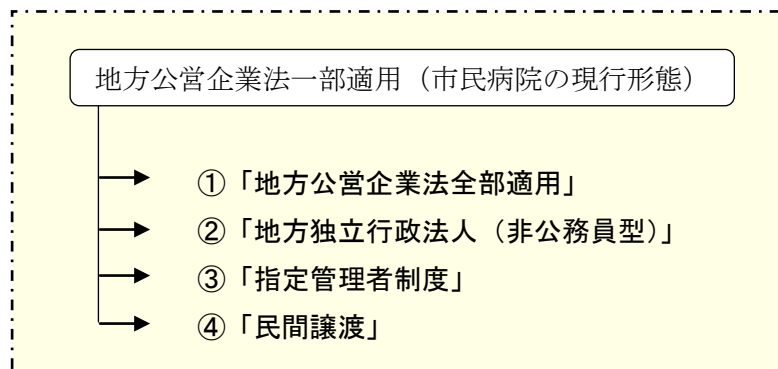 地方公営企業法一部適用（市民病院の現行形態）
①「地方公営企業法全部適用」
②「地方独立行政法人（非公務員型）」
③「指定管理者制度」
④「民間譲渡」